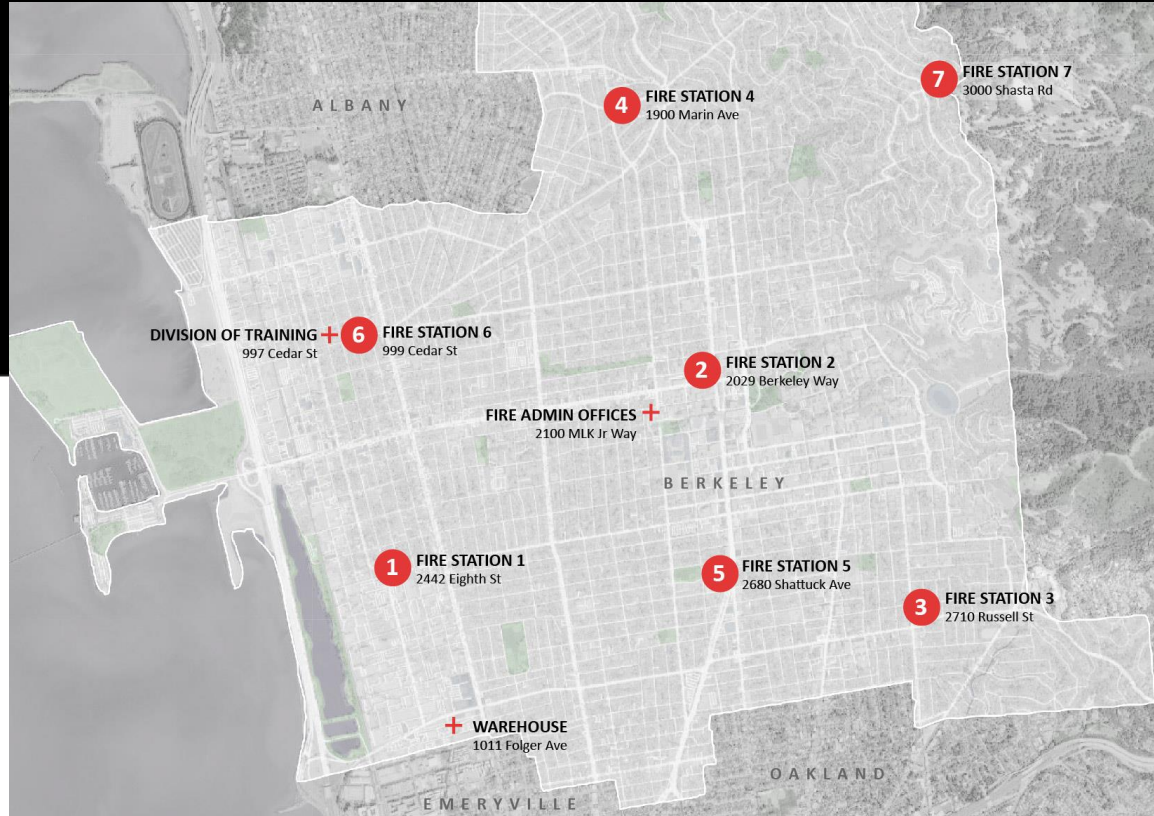 7
FIRE STATION 7
3000 Shasta Rd
4
FIRE STATION 4
1900 Marin Ave
ALBANY
DIVISION OF TRAINING
997 Cedar St
6
FIRE STATION 6
999 Cedar St
2
FIRE STATION 2
2029 Berkeley Way
FIRE ADMIN OFFICES
2100 MLK Jr Way
BERKELEY
1
FIRE STATION 1
2442 Eighth St
5
FIRE STATION 5
2680 Shattuck Ave
3
FIRE STATION 3
2710 Russell St
WAREHOUSE
1011 Folger Ave
OAKLAND
EMERYVILLE